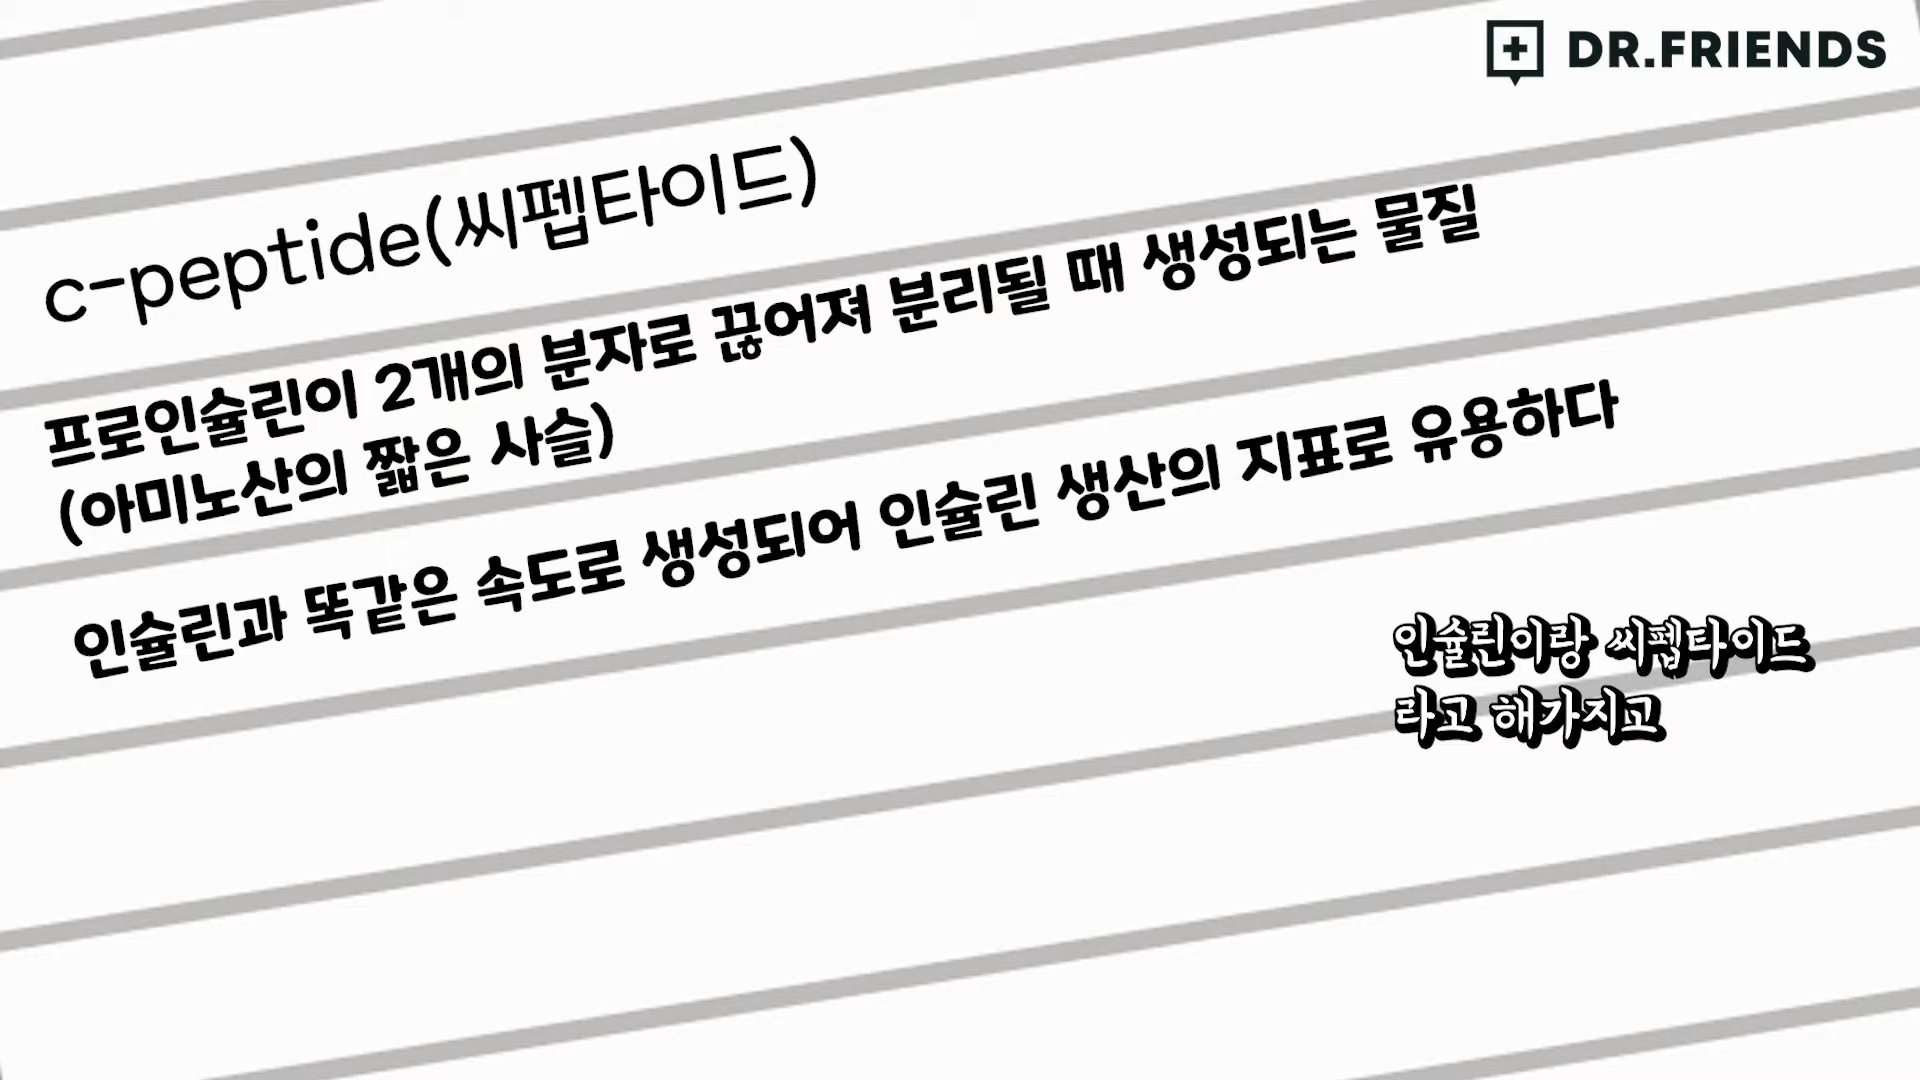 DR.FRIENDS
c-peptide(씨펩타이드)
프로인슐린이 2개의 분자로 끊어져 분리될 때 생성되는 물질
(아미노산의 짧은 사슬)
인슐린과 똑같은 속도로 생성되어 인슐린 생산의 지표로 유용하다
인슐린이랑 씨펩타이드
라고 해가지고